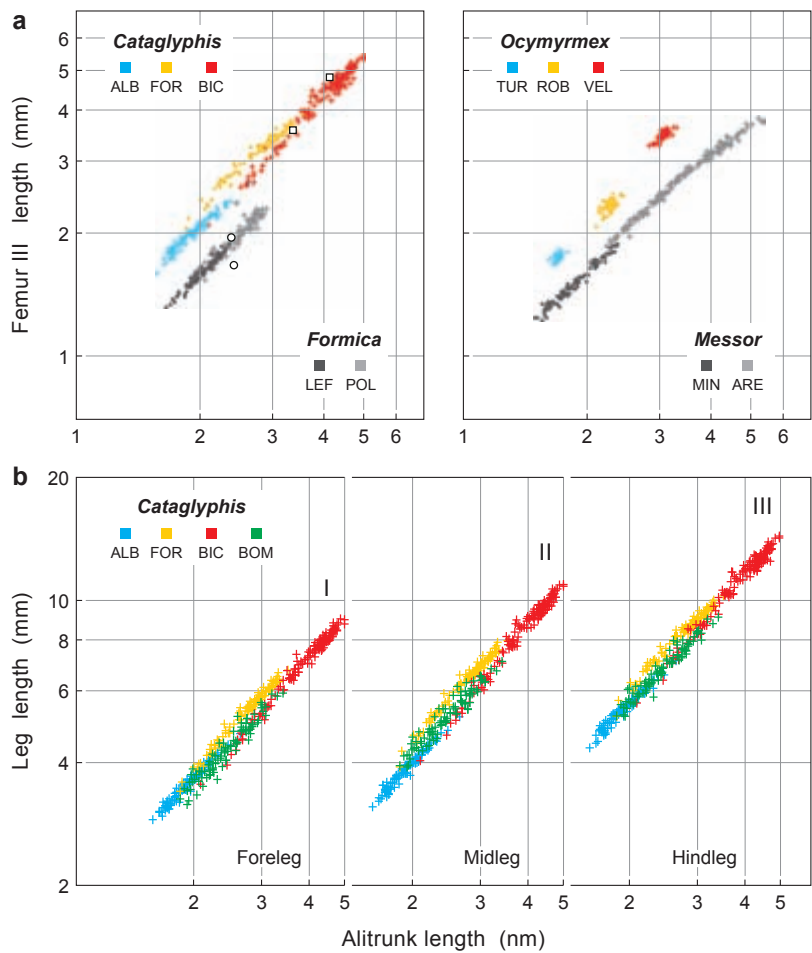 a
Cataglyphis
ALB FOR BIC
Ocymyrmex
TUR ROB VEL
Femur III length (mm)
6
5
4
3
2
1
Formica
LEF POL
Messor
MIN ARE
1 2 3 4 5 6
1 2 3 4 5 6
b
Cataglyphis
ALB FOR BIC BOM
Leg length (mm)
20
10
8
6
4
2
I
II
III
Foreleg
Midleg
Hindleg
2 3 4 5
2 3 4 5
2 3 4 5
Alitrunk length (nm)